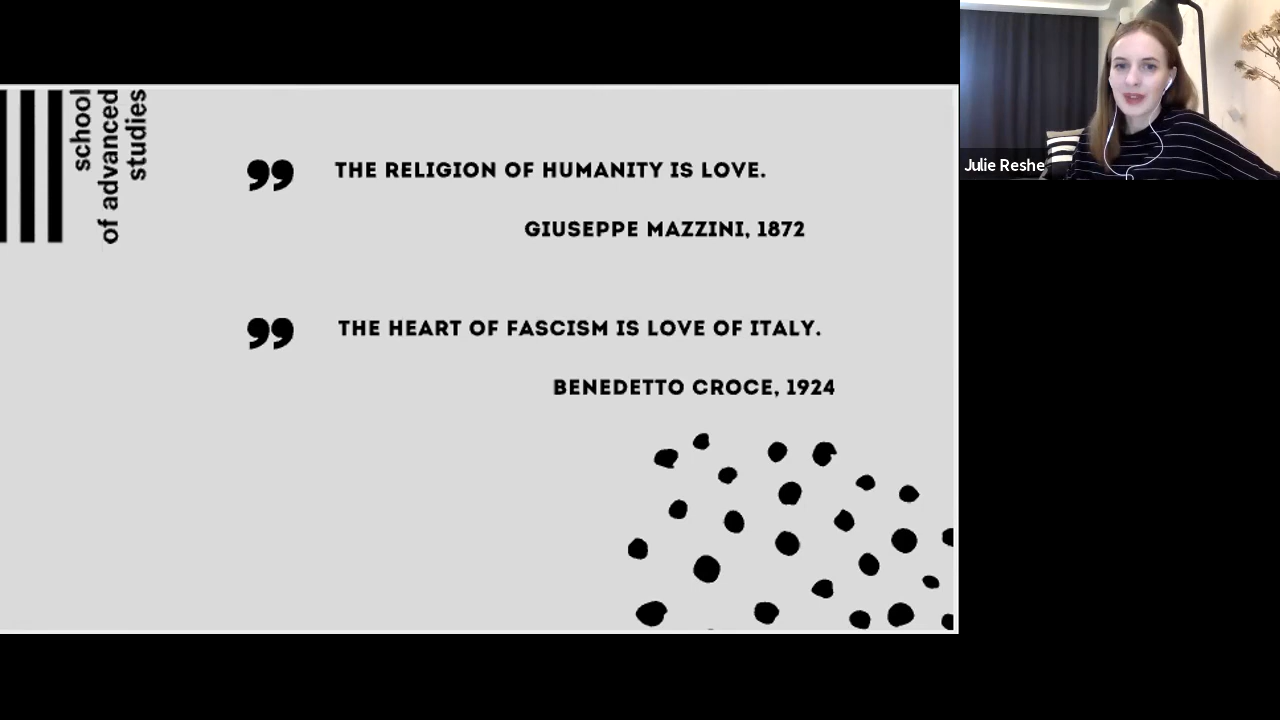 school
of advanced
studies
” THE RELIGION OF HUMANITY IS LOVE.
GIUSEPPE MAZZINI, 1872
” THE HEART OF FASCISM IS LOVE OF ITALY.
BENEDETTO CROCE, 1924
Julie Reshe